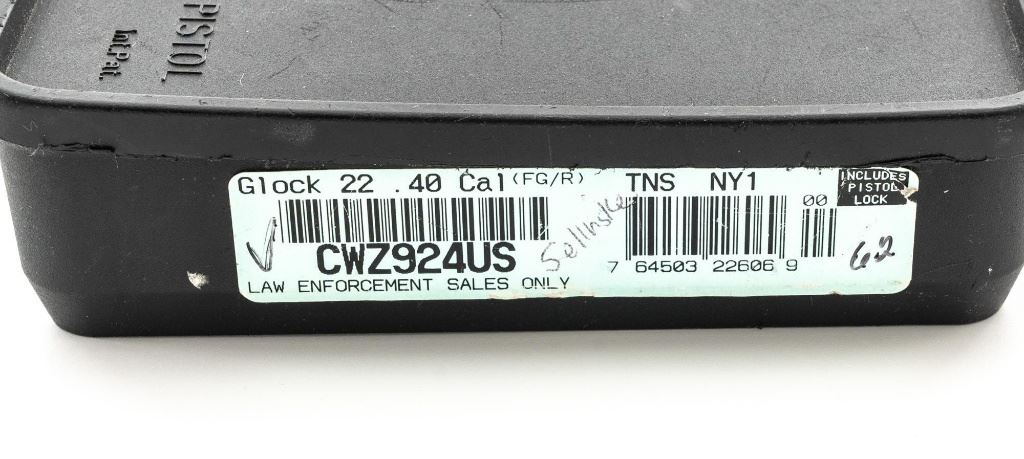 PISTOL
Int.Pat.
Glock 22 .40 Cal (FG/R) TNS NY1
INCLUDES
PISTOL
LOCK
00
CWZ924US
7 64503 22606 9
62
LAW ENFORCEMENT SALES ONLY